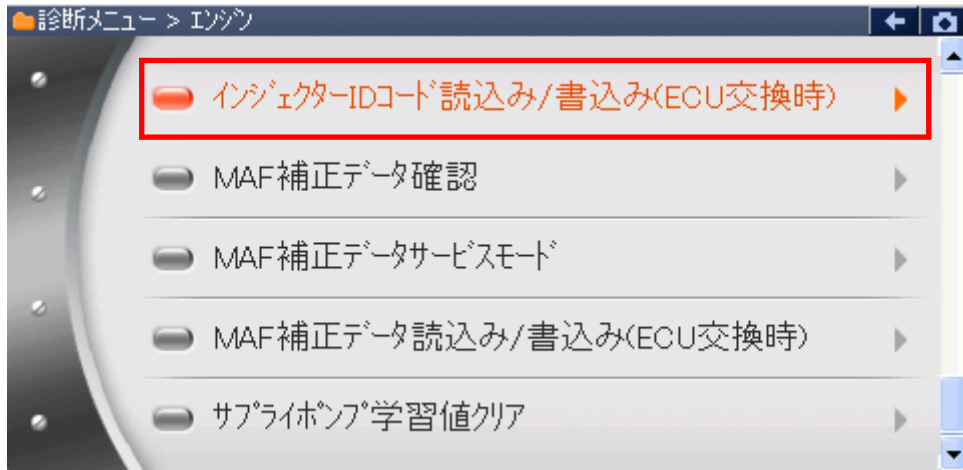 診断メニュー > エンジン
インジェクターIDコード読込み/書込み(ECU交換時)
MAF補正データ確認
MAF補正データサービスモード
MAF補正データ読込み/書込み(ECU交換時)
サプライポンプ学習値クリア